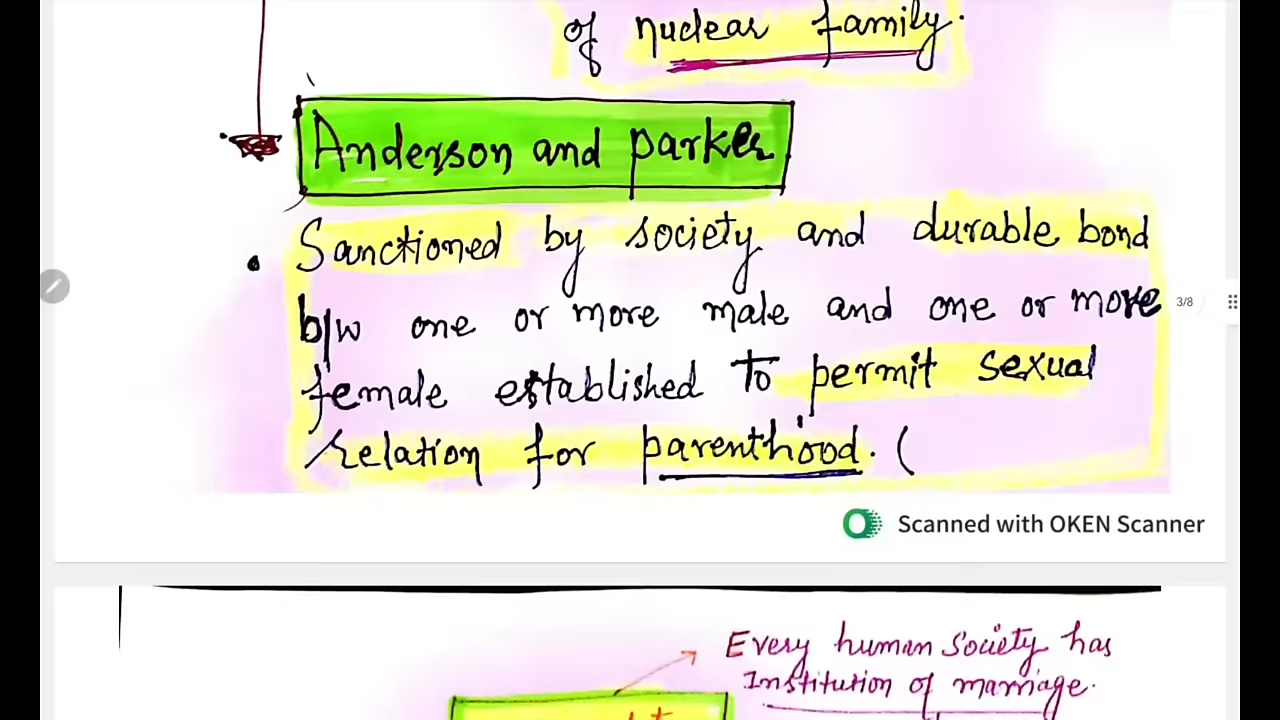 of nuclear family.
Anderson and parker
• Sanctioned by society and durable bond
b/w one or more male and one or more
female established to permit sexual
relation for parenthood. (
3/8
Scanned with OKEN Scanner
Every human society has
Institution of marriage.